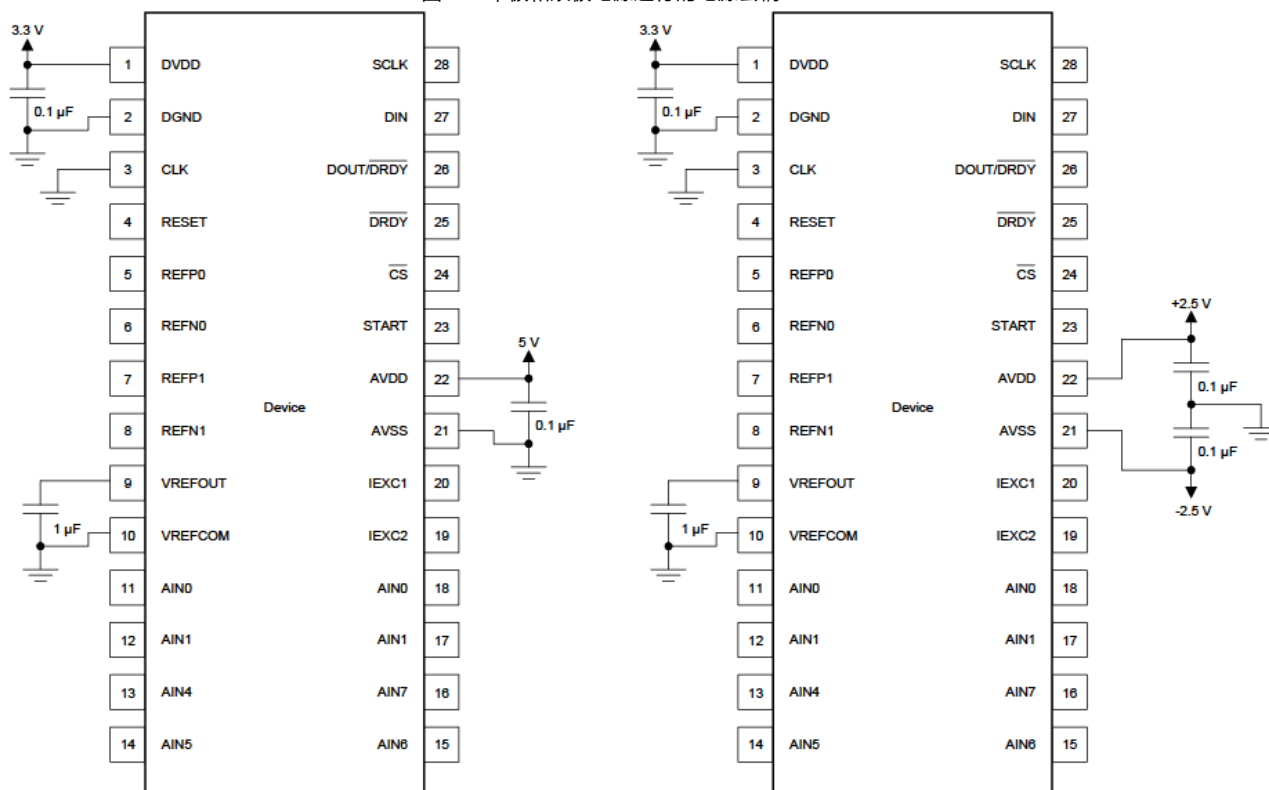 3.3 V
0.1 µF
1 DVDD SCLK 28
2 DGND DIN 27
3 CLK DOUT/DRDY 26
4 RESET DRDY 25
5 REFP0 CS 24
6 REFN0 START 23
7 REFP1 AVDD 22
8 REFN1 AVSS 21
9 VREFOUT IEXC1 20
10 VREFCOM IEXC2 19
11 AIN0 AIN0 18
12 AIN1 AIN1 17
13 AIN4 AIN7 16
14 AIN5 AIN6 15
Device
5 V
0.1 µF
1 µF
3.3 V
0.1 µF
1 DVDD SCLK 28
2 DGND DIN 27
3 CLK DOUT/DRDY 26
4 RESET DRDY 25
5 REFP0 CS 24
6 REFN0 START 23
7 REFP1 AVDD 22
8 REFN1 AVSS 21
9 VREFOUT IEXC1 20
10 VREFCOM IEXC2 19
11 AIN0 AIN0 18
12 AIN1 AIN1 17
13 AIN4 AIN7 16
14 AIN5 AIN6 15
Device
+2.5 V
0.1 µF
0.1 µF
-2.5 V
1 µF